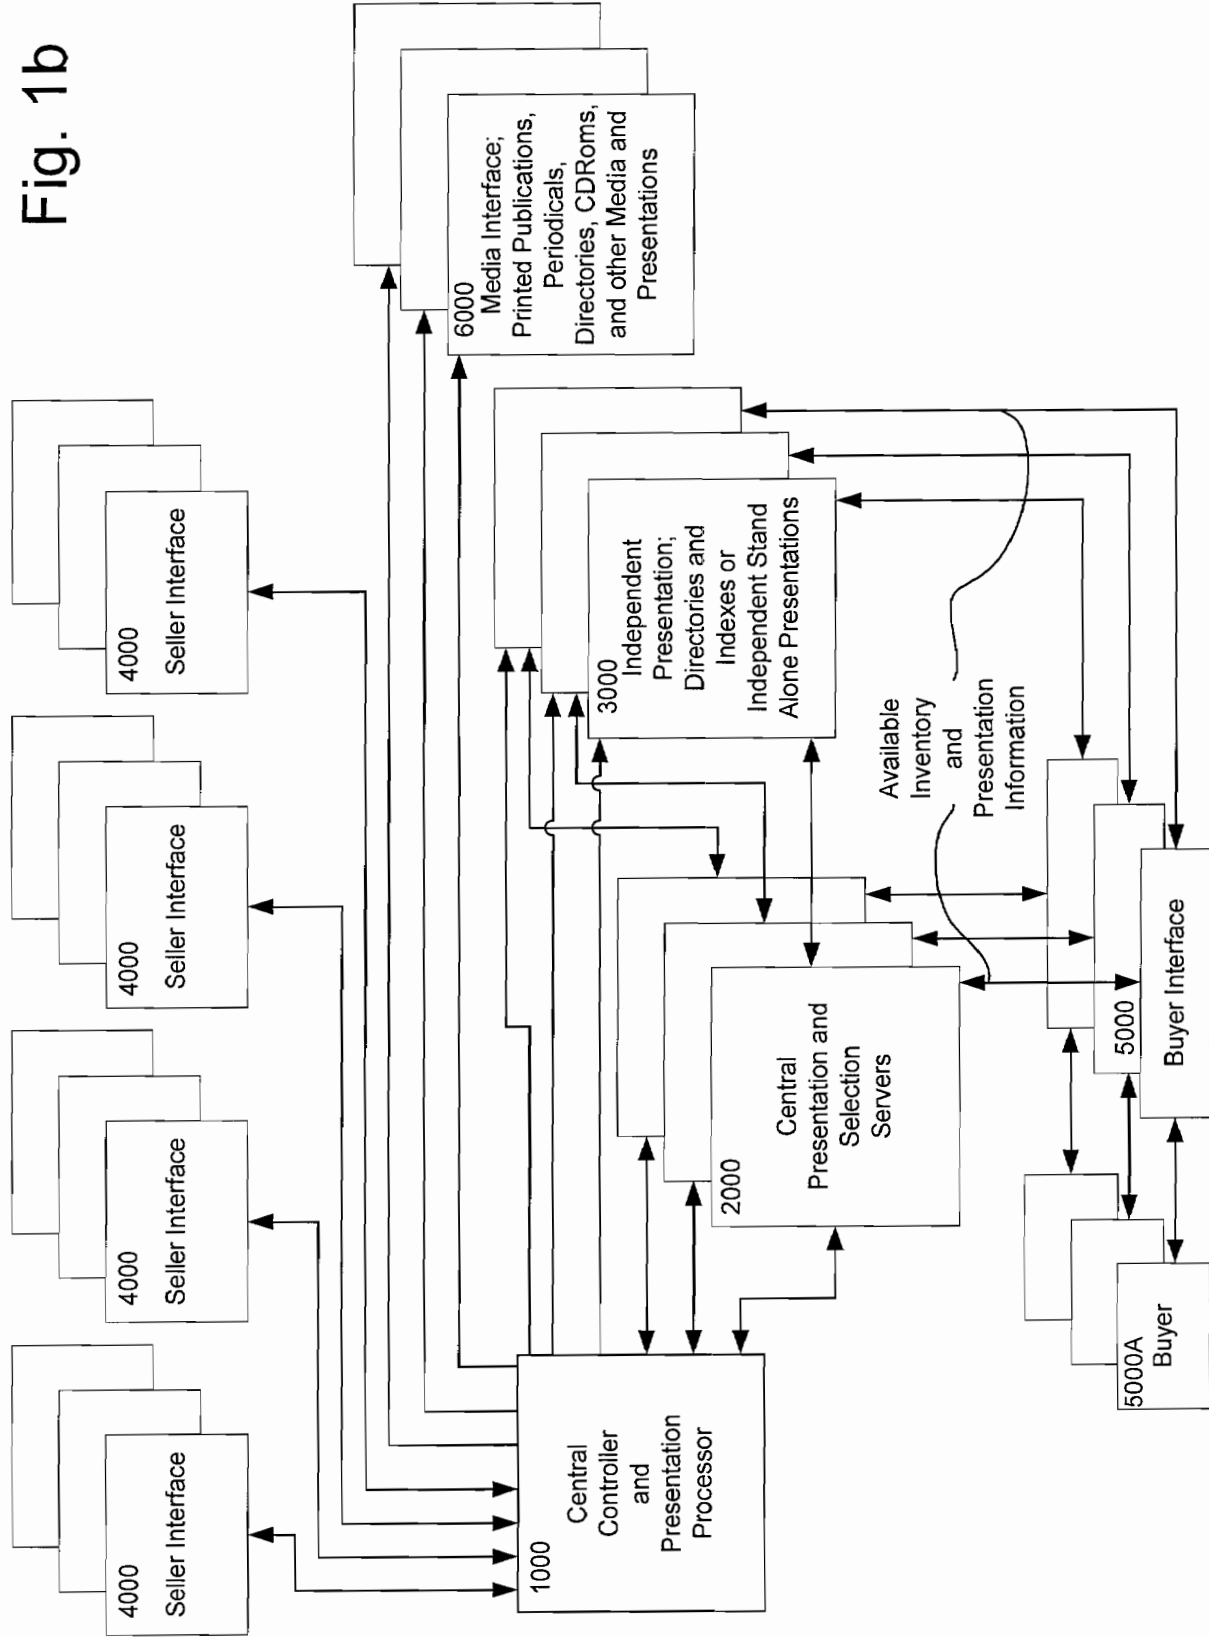 Fig. 1b
4000
Seller Interface
4000
Seller Interface
4000
Seller Interface
4000
Seller Interface
6000
Media Interface;
Printed Publications,
Periodicals,
Directories, CDRoms,
and other Media and
Presentations
1000
Central
Controller
and
Presentation
Processor
3000
Independent
Presentation;
Directories and
Indexes or
Independent Stand
Alone Presentations
2000
Central
Presentation and
Selection
Servers
Available
Inventory
and
Presentation
Information
5000A
Buyer
5000
Buyer Interface